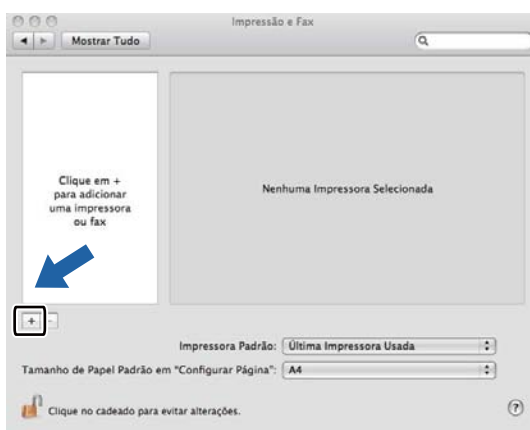 Impressão e Fax
Mostrar Tudo
Clique em +
para adicionar
uma impressora
ou fax
Nenhuma Impressora Selecionada
+ -
Impressora Padrão: Última Impressora Usada
Tamanho de Papel Padrão em "Configurar Página": A4
Clique no cadeado para evitar alterações.
?